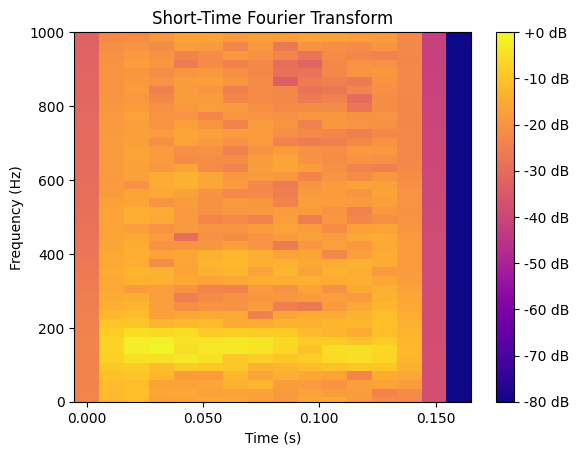 Short-Time Fourier Transform
1000
800
600
400
200
0
Frequency (Hz)
0.000
0.050
0.100
0.150
Time (s)
+0 dB
-10 dB
-20 dB
-30 dB
-40 dB
-50 dB
-60 dB
-70 dB
-80 dB